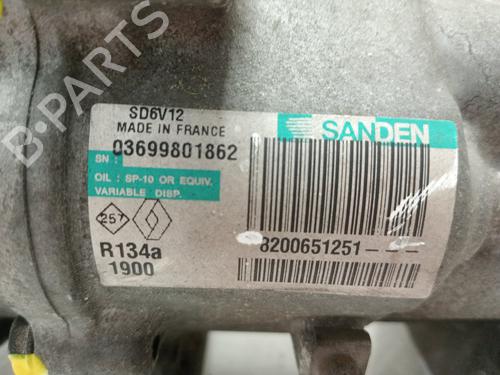 SD6V12
MADE IN FRANCE
SANDEN
03699801862
SN :
OIL : SP-10 OR EQUIV.
VARIABLE DISP.
257
8200651251---
R134a
1900
B-PARTS